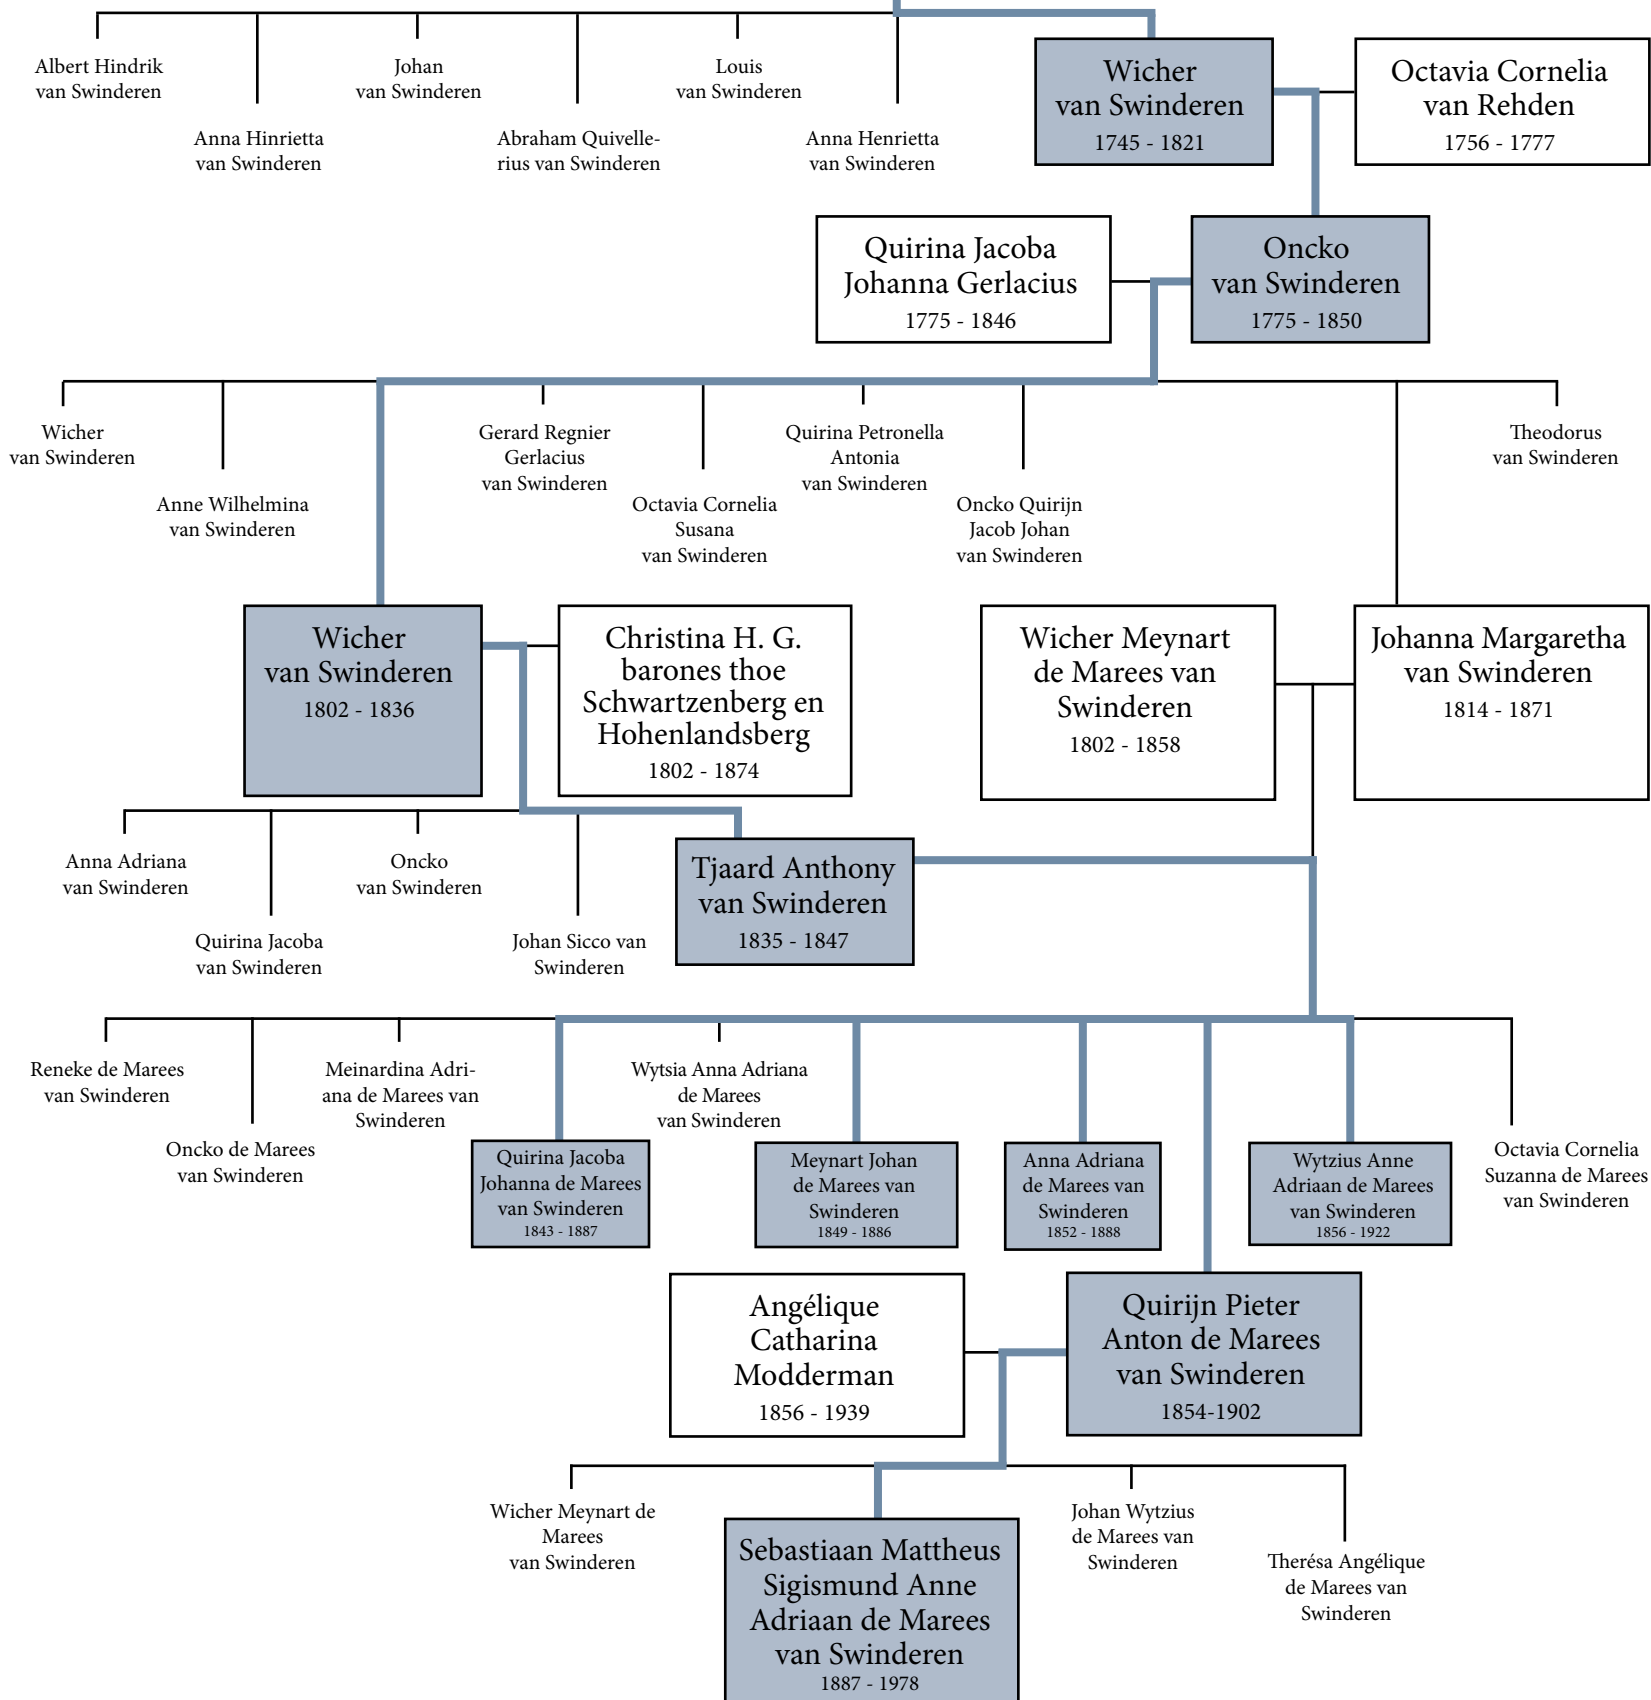 Albert Hindrik
van Swinderen
Anna Hinrietta
van Swinderen
Johan
van Swinderen
Abraham Quivelle-
rius van Swinderen
Louis
van Swinderen
Anna Henrietta
van Swinderen
Wicher
van Swinderen
1745 - 1821
Octavia Cornelia
van Rehden
1756 - 1777
Quirina Jacoba
Johanna Gerlacius
1775 - 1846
Oncko
van Swinderen
1775 - 1850
Wicher
van Swinderen
Anne Wilhelmina
van Swinderen
Gerard Regnier
Gerlacius
van Swinderen
Octavia Cornelia
Susana
van Swinderen
Quirina Petronella
Antonia
van Swinderen
Oncko Quirijn
Jacob Johan
van Swinderen
Theodorus
van Swinderen
Wicher
van Swinderen
1802 - 1836
Christina H. G.
barones thoe
Schwartzenberg en
Hohenlandsberg
1802 - 1874
Wicher Meynart
de Marees van
Swinderen
1802 - 1858
Johanna Margaretha
van Swinderen
1814 - 1871
Anna Adriana
van Swinderen
Quirina Jacoba
van Swinderen
Oncko
van Swinderen
Johan Sicco van
Swinderen
Tjaard Anthony
van Swinderen
1835 - 1847
Reneke de Marees
van Swinderen
Oncko de Marees
van Swinderen
Meinardina Adri-
ana de Marees van
Swinderen
Quirina Jacoba
Johanna de Marees
van Swinderen
1843 - 1887
Wytsia Anna Adriana
de Marees
van Swinderen
Meynart Johan
de Marees van
Swinderen
1849 - 1886
Anna Adriana
de Marees van
Swinderen
1852 - 1888
Wytzius Anne
Adriaan de Marees
van Swinderen
1856 - 1922
Octavia Cornelia
Suzanna de Marees
van Swinderen
Angélique
Catharina
Modderman
1856 - 1939
Quirijn Pieter
Anton de Marees
van Swinderen
1854-1902
Wicher Meynart de
Marees
van Swinderen
Sebastiaan Mattheus
Sigismund Anne
Adriaan de Marees
van Swinderen
1887 - 1978
Johan Wytzius
de Marees van
Swinderen
Therésa Angélique
de Marees van
Swinderen